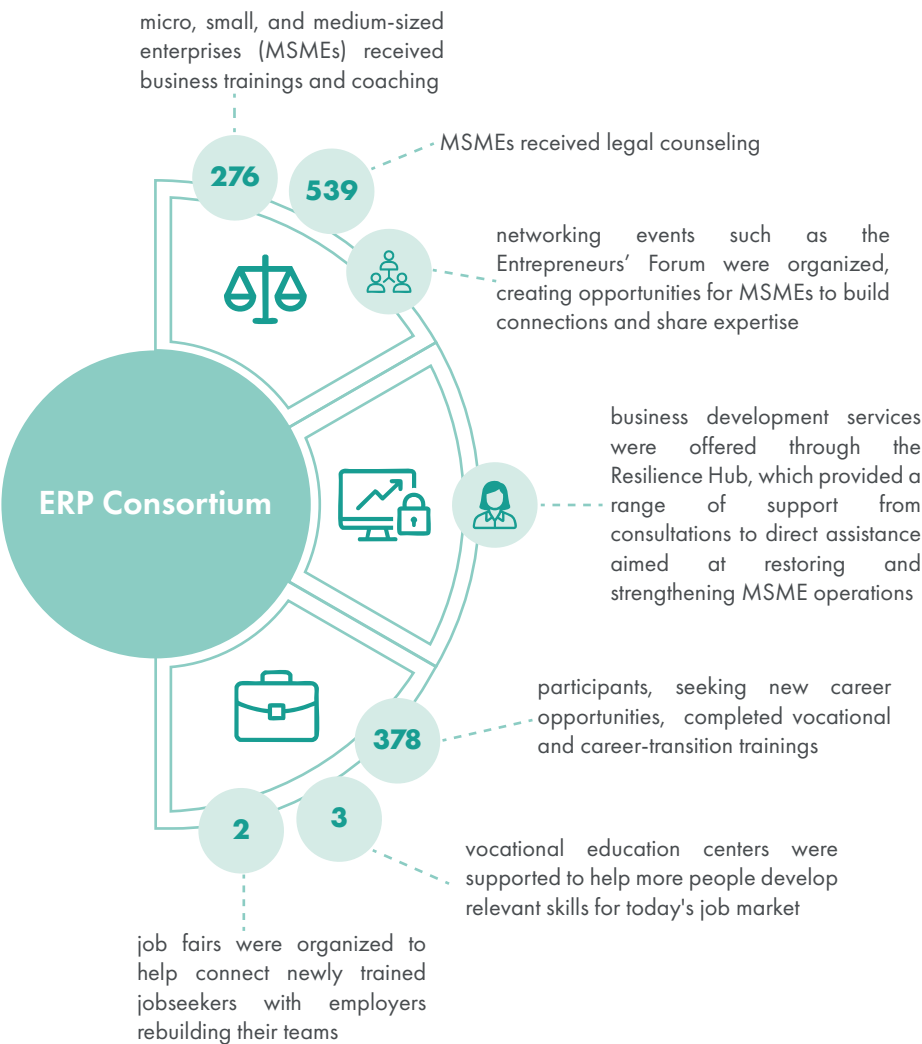 micro, small, and medium-sized
enterprises (MSMEs) received
business trainings and coaching
276
539
MSMEs received legal counseling
networking events such as the
Entrepreneurs’ Forum were organized,
creating opportunities for MSMEs to build
connections and share expertise
ERP Consortium
business development services
were offered through the
Resilience Hub, which provided a
range of support from
consultations to direct assistance
aimed at restoring and
strengthening MSME operations
378
participants, seeking new career
opportunities, completed vocational
and career-transition trainings
3
vocational education centers were
supported to help more people develop
relevant skills for today's job market
2
job fairs were organized to
help connect newly trained
jobseekers with employers
rebuilding their teams